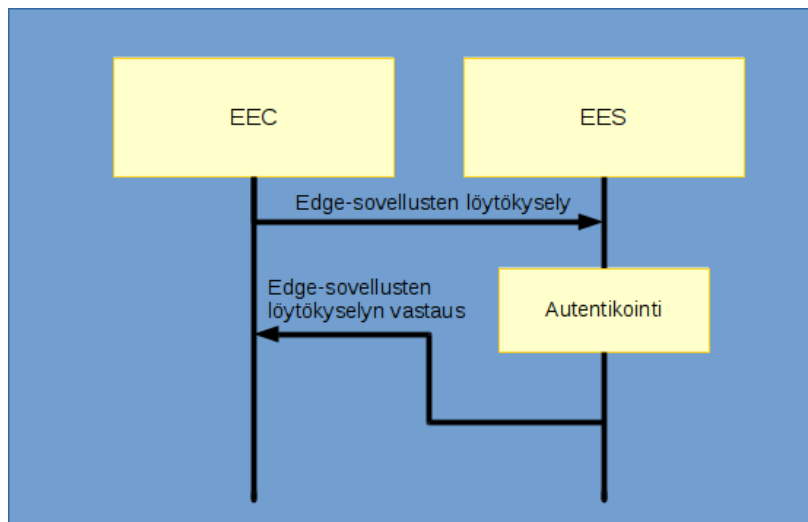 EEC
EES
Edge-sovellusten löytökysely
Edge-sovellusten
löytökyselyn vastaus
Autentikointi